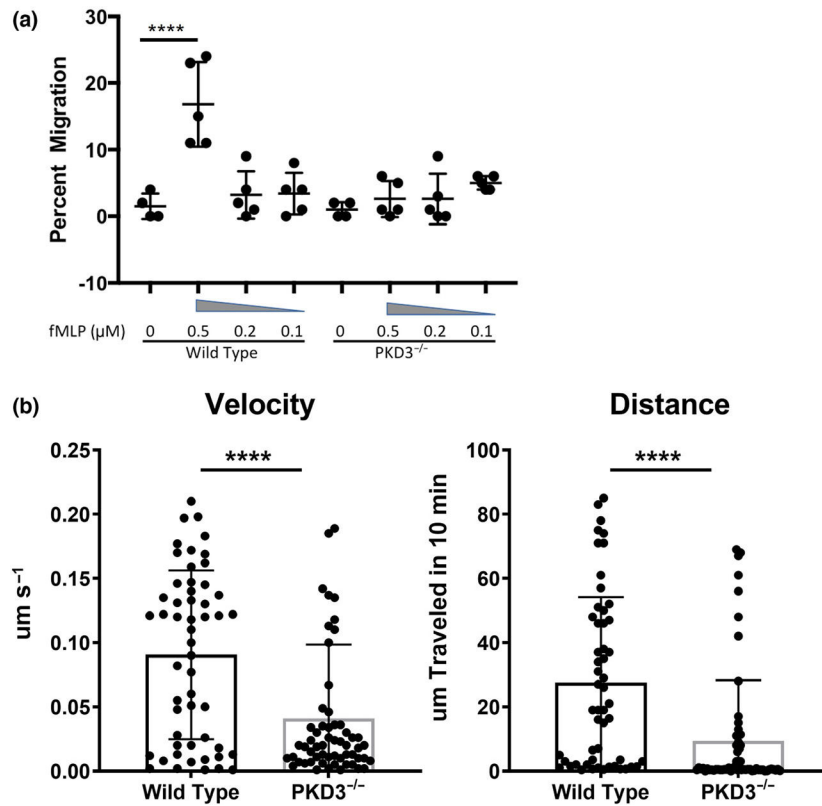 (a)
30
20
10
0
-10
Percent Migration
****
fMLP (µM) 0 0.5 0.2 0.1 0 0.5 0.2 0.1
Wild Type PKD3⁻/⁻
(b)
Velocity
0.25
0.20
0.15
0.10
0.05
0.00
um s⁻¹
****
Wild Type PKD3⁻/⁻
Distance
100
80
60
40
20
0
um Traveled in 10 min
****
Wild Type PKD3⁻/⁻